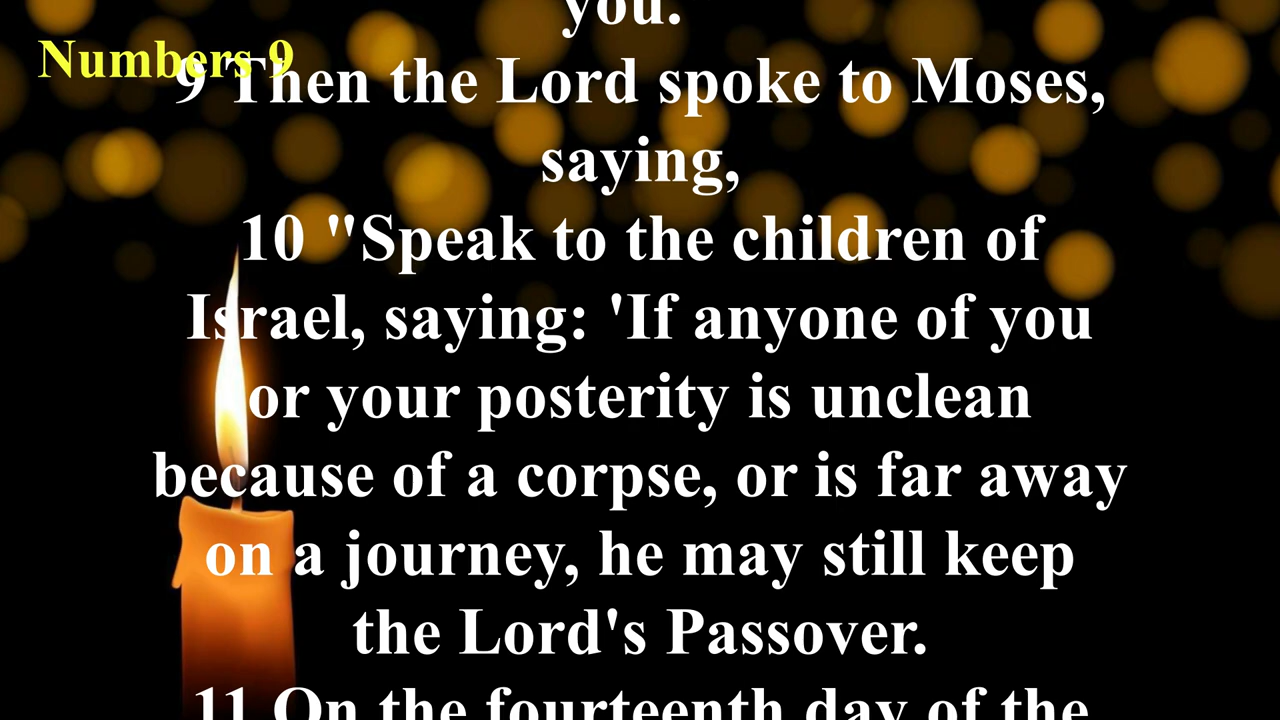 you.
Numbers 9
9 Then the Lord spoke to Moses,
saying,
10 "Speak to the children of
Israel, saying: 'If anyone of you
or your posterity is unclean
because of a corpse, or is far away
on a journey, he may still keep
the Lord's Passover.
11 On the fourteenth day of the